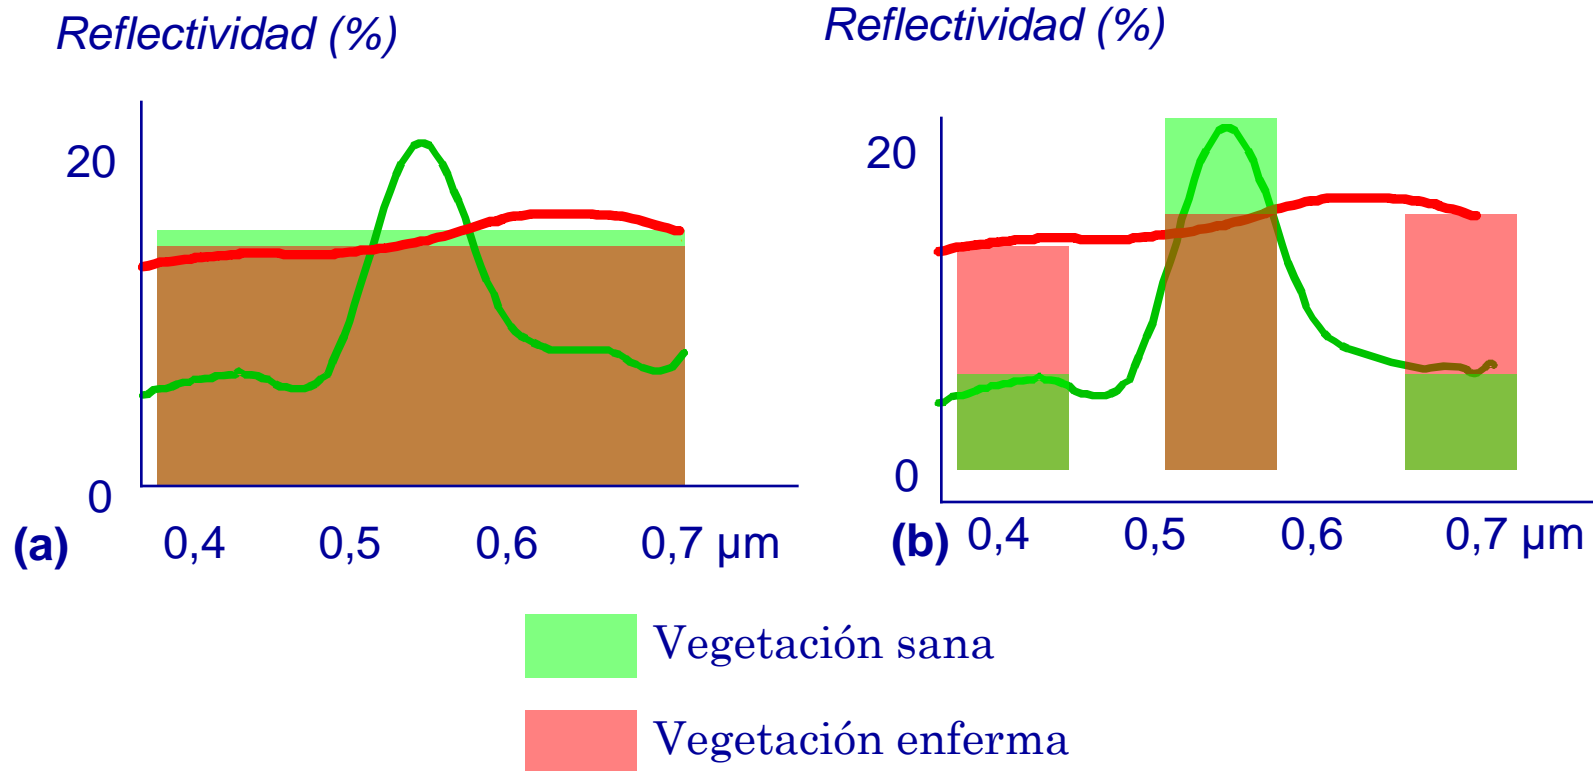 Reflectividad (%)
20
0
(a) 0,4 0,5 0,6 0,7 µm
Reflectividad (%)
20
0
(b) 0,4 0,5 0,6 0,7 µm
Vegetación sana
Vegetación enferma